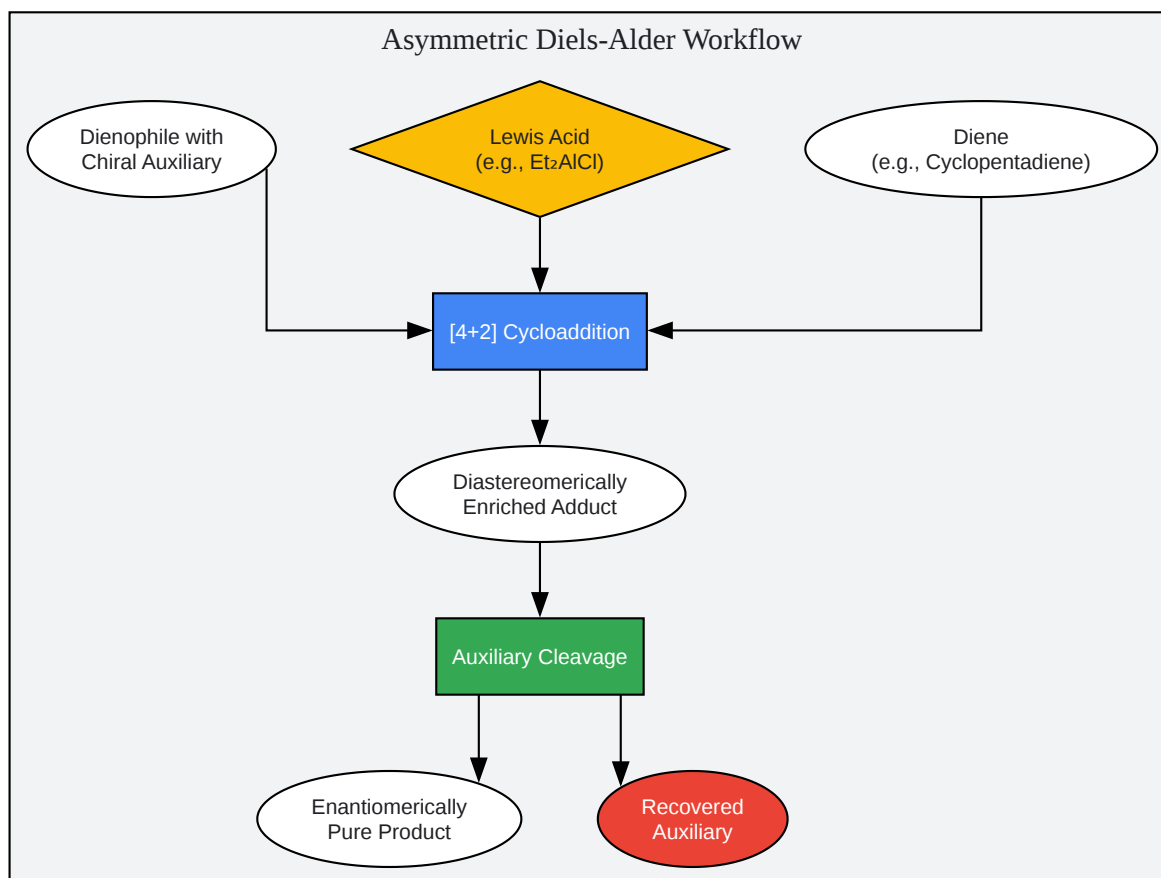 Asymmetric Diels-Alder Workflow
Dienophile with
Chiral Auxiliary
Lewis Acid
(e.g., Et₂AlCl)
Diene
(e.g., Cyclopentadiene)
[4+2] Cycloaddition
Diastereomerically
Enriched Adduct
Auxiliary Cleavage
Enantiomerically
Pure Product
Recovered
Auxiliary